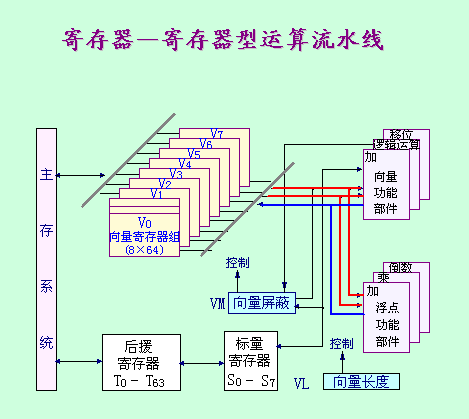 寄存器—寄存器型运算流水线
移位
逻辑运算
加
向量
功能
部件
V7
V6
V5
V4
V3
V2
V1
V0
向量寄存器组
(8×64)
主
存
系
统
倒数
乘
加
浮点
功能
部件
控制
VM
向量屏蔽
后援
寄存器
T0－T63
标量
寄存器
S0－S7
控制
VL
向量长度